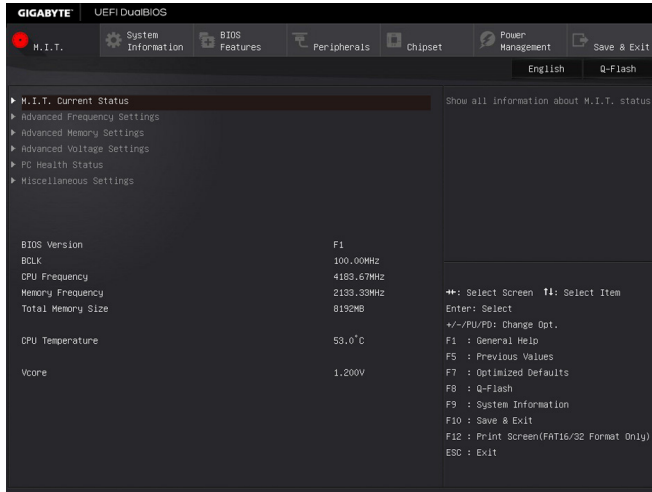 GIGABYTE™ UEFI DualBIOS
M.I.T.
System Information
BIOS Features
Peripherals
Chipset
Power Management
Save & Exit
English Q-Flash
M.I.T. Current Status
Advanced Frequency Settings
Advanced Memory Settings
Advanced Voltage Settings
PC Health Status
Miscellaneous Settings
BIOS Version F1
BCLK 100.00MHz
CPU Frequency 4183.67MHz
Memory Frequency 2133.33MHz
Total Memory Size 8192MB
CPU Temperature 53.0°C
Vcore 1.200V
Show all information about M.I.T. status
→←: Select Screen ↑↓: Select Item
Enter: Select
+/-/PU/PD: Change Opt.
F1 : General Help
F5 : Previous Values
F7 : Optimized Defaults
F8 : Q-Flash
F9 : System Information
F10 : Save & Exit
F12 : Print Screen(FAT16/32 Format Only)
ESC : Exit